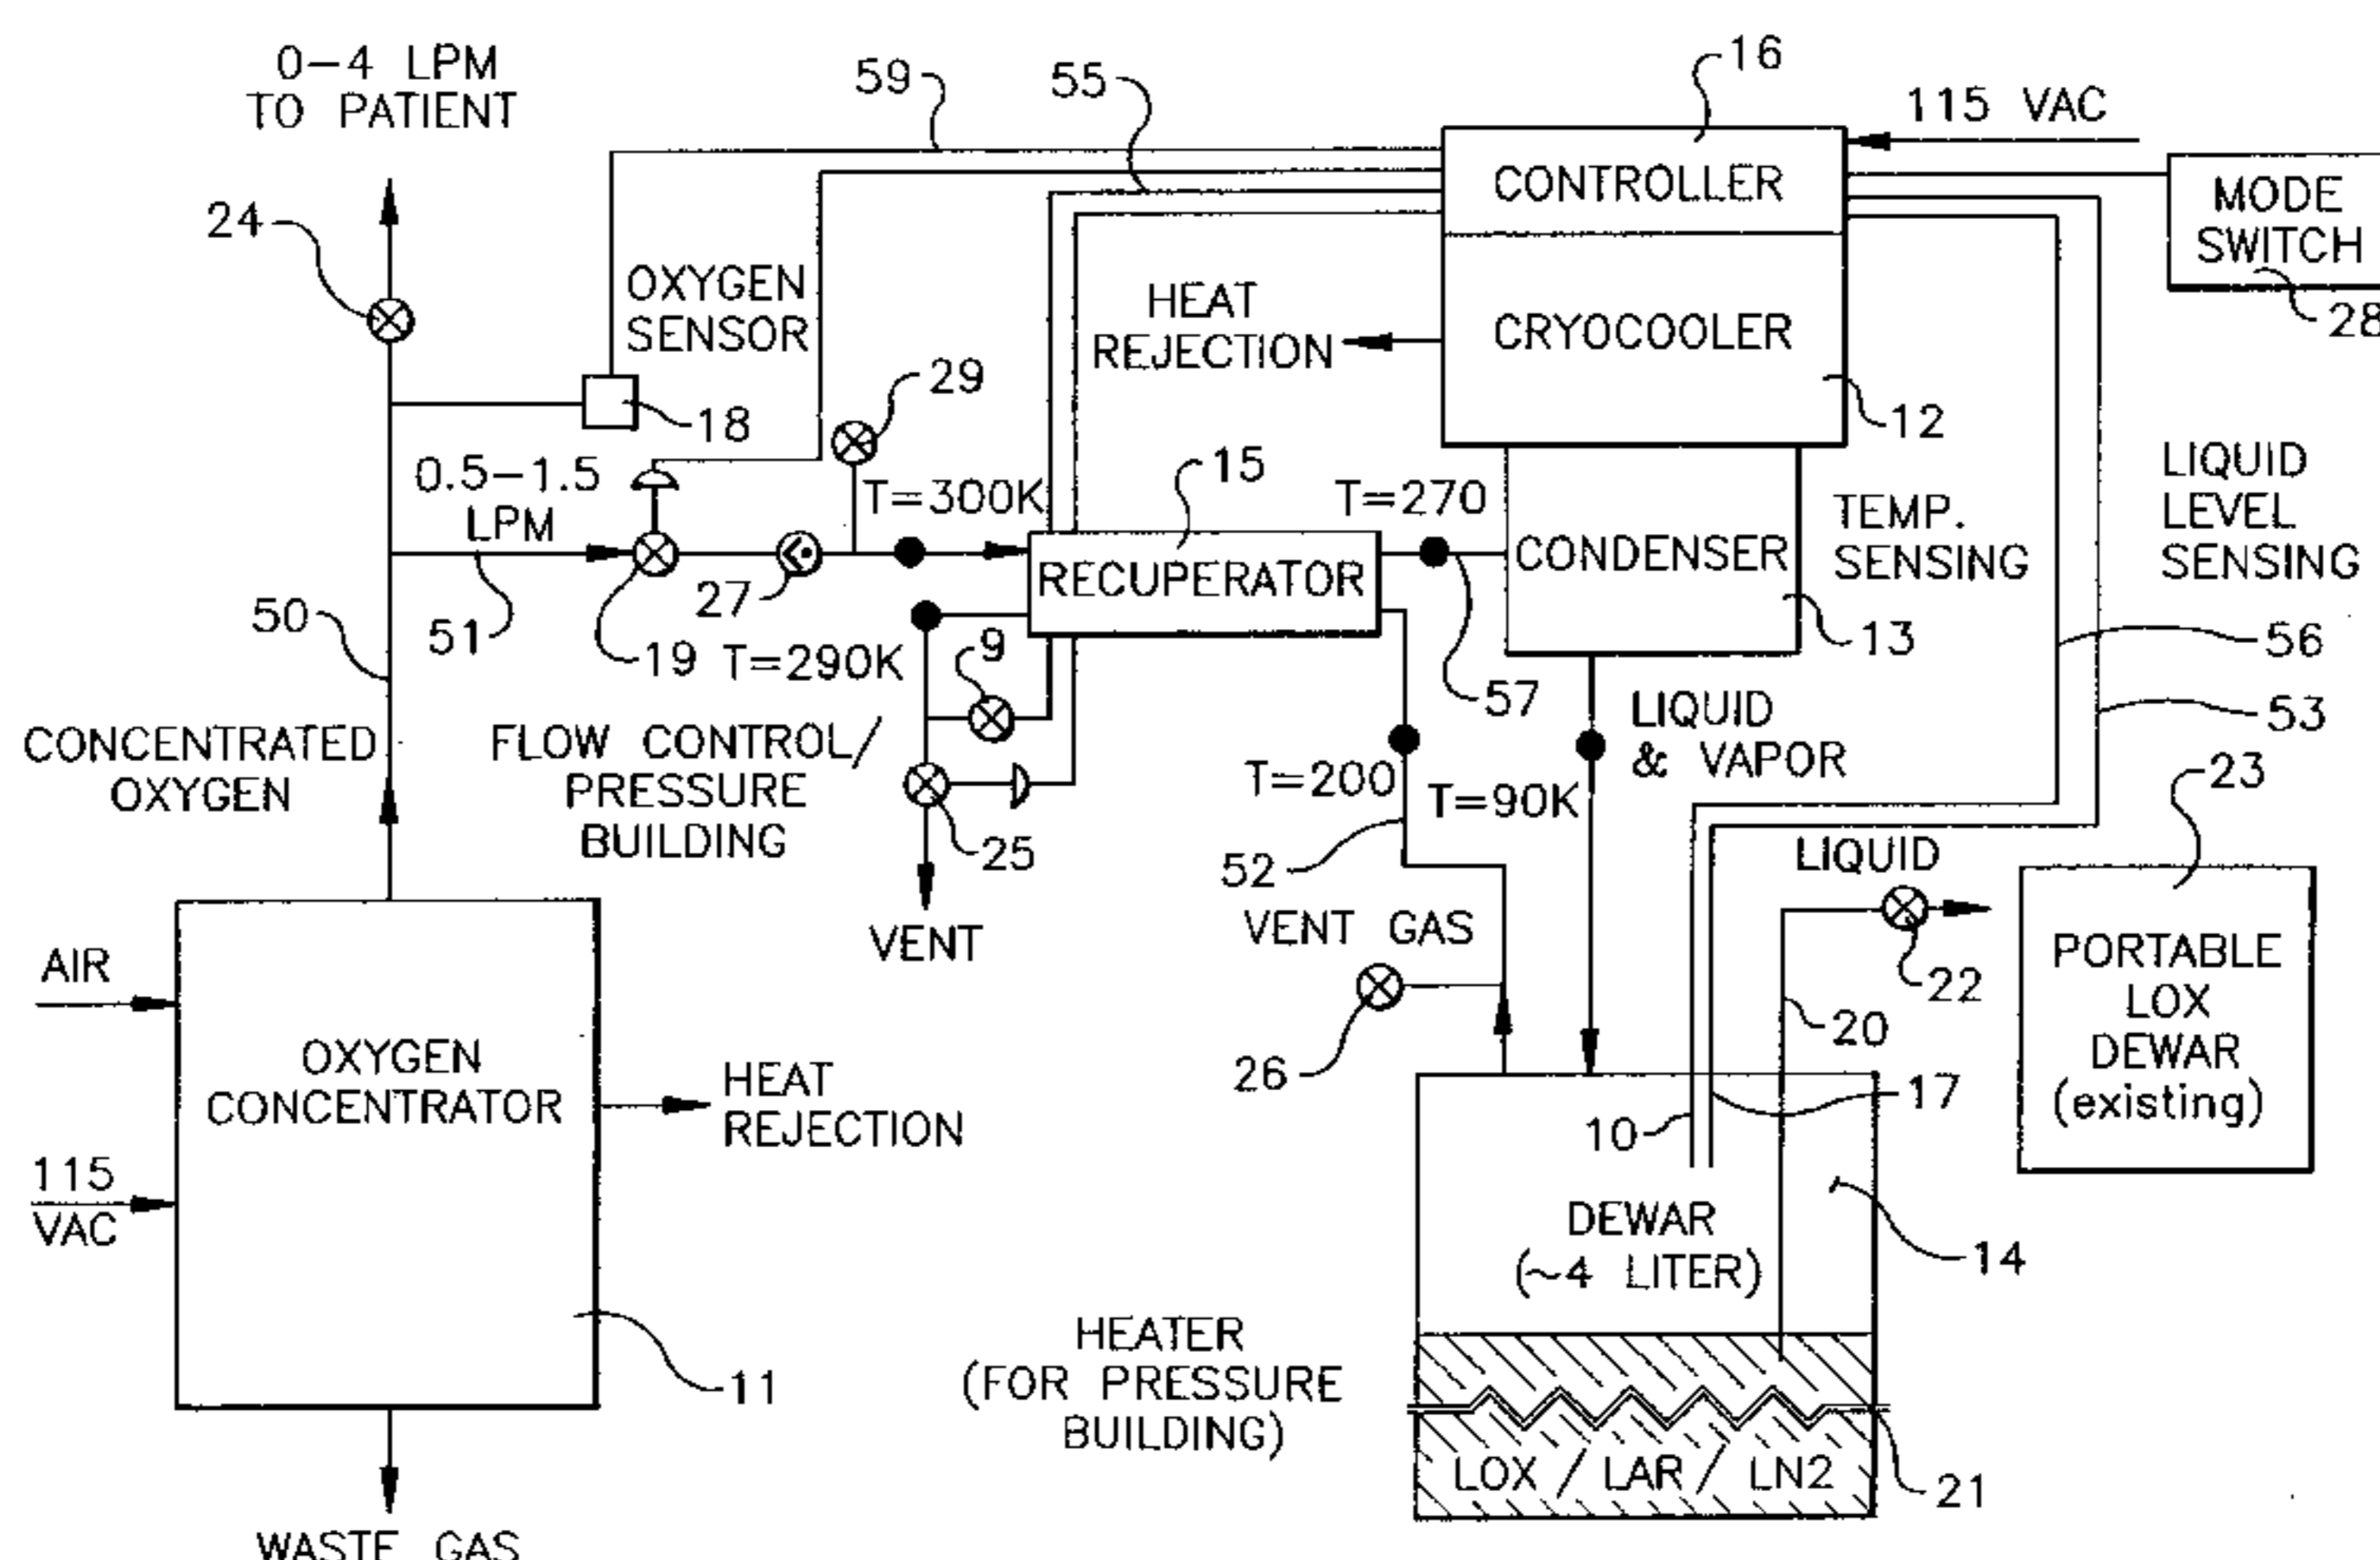 0-4 LPM
TO PATIENT
24
59
55
16
115 VAC
CONTROLLER
MODE
SWITCH
28
OXYGEN
SENSOR
18
HEAT
REJECTION
CRYOCOOLER
12
29
0.5-1.5
LPM
51
19
27
T=300K
15
RECUPERATOR
T=270
57
CONDENSER
13
TEMP.
SENSING
LIQUID
LEVEL
SENSING
56
53
50
T=290K
9
CONCENTRATED
OXYGEN
FLOW CONTROL/
PRESSURE
BUILDING
25
VENT
T=200
52
T=90K
LIQUID
& VAPOR
VENT GAS
26
LIQUID
22
20
23
PORTABLE
LOX
DEWAR
(existing)
AIR
115
VAC
OXYGEN
CONCENTRATOR
HEAT
REJECTION
11
WASTE GAS
10
17
DEWAR
(~4 LITER)
14
HEATER
(FOR PRESSURE
BUILDING)
LOX / LAR / LN2
21